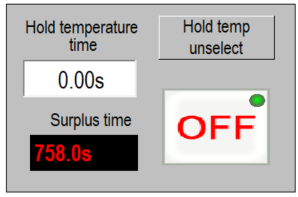 Hold temperature
time
0.00s
Surplus time
758.0s
Hold temp
unselect
OFF